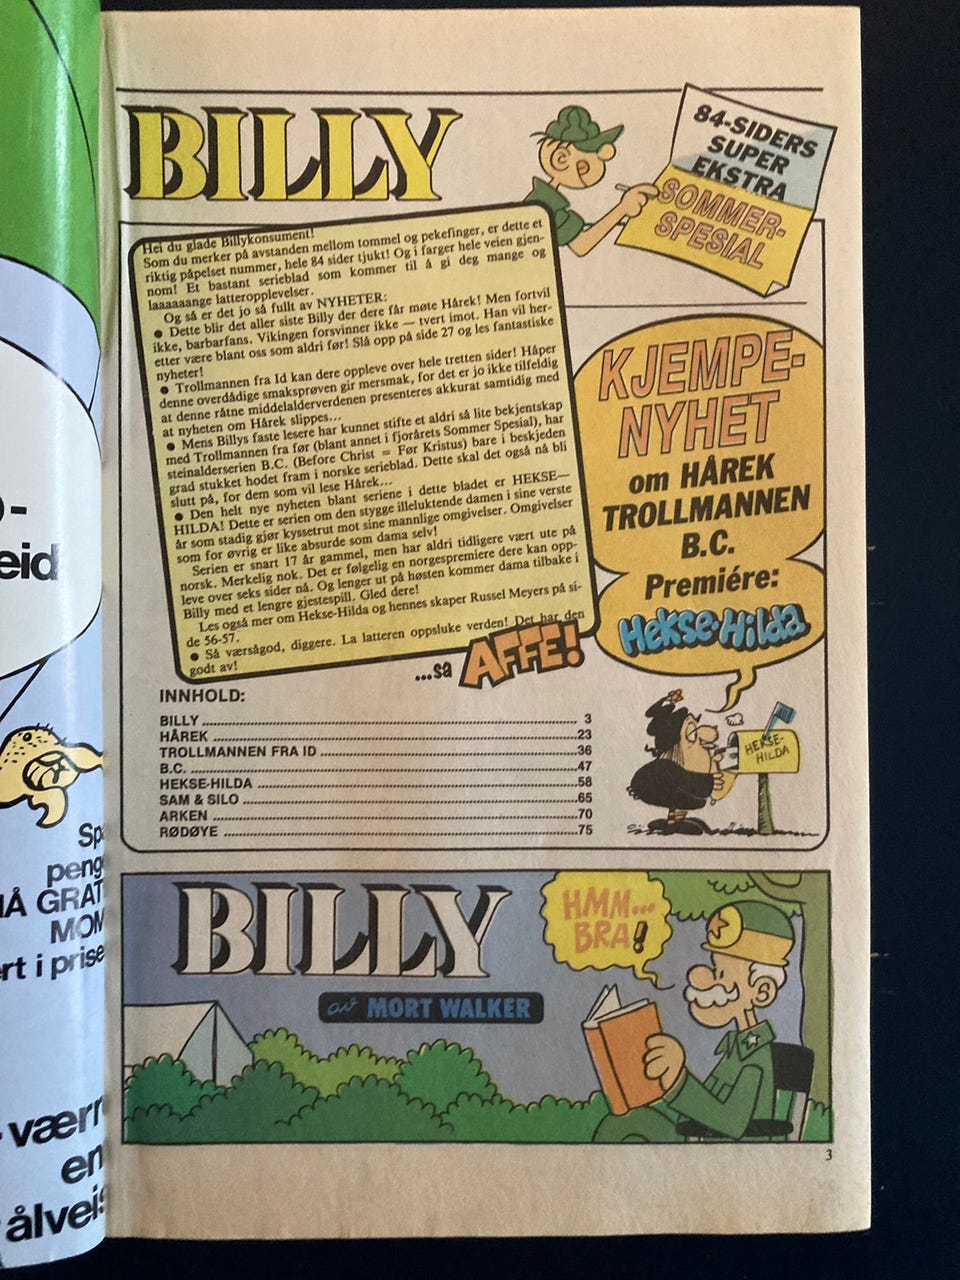 BILLY
84-SIDERS
SUPER
EKSTRA
SOMMER-
SPESIAL
Hei du glade Billykonsument!
Som du merker på avstanden mellom tommel og pekefinger, er dette et
riktig påpelset nummer, hele 84 sider tjukt! Og i farger hele veien gjen-
nom! Et bastant serieblad som kommer til å gi deg mange og
laaaaaange latteropplevelser.
Og så er det jo så fullt av NYHETER:
● Dette blir det aller siste Billy der dere får møte Hårek! Men fortvil
ikke, barbarfans. Vikingen forsvinner ikke — tvert imot. Han vil her-
etter være blant oss som aldri før! Slå opp på side 27 og les fantastiske
nyheter!
● Trollmannen fra Id kan dere oppleve over hele tretten sider! Håper
denne overdådige smaksprøven gir mersmak, for det er jo ikke tilfeldig
at denne råtne middelalderverdenen presenteres akkurat samtidig med
at nyheten om Hårek slippes...
● Mens Billys faste lesere har kunnet stifte et aldri så lite bekjentskap
med Trollmannen fra før (blant annet i fjorårets Sommer Spesial), har
steinalderserien B.C. (Before Christ = Før Kristus) bare i beskjeden
grad stukket hodet fram i norske serieblad. Dette skal det også nå bli
slutt på, for dem som vil lese Hårek...
● Den helt nye nyheten blant seriene i dette bladet er HEKSE—
HILDA! Dette er serien om den stygge illeluktende damen i sine verste
år som stadig gjør kyssetrut mot sine mannlige omgivelser. Omgivelser
som for øvrig er like absurde som dama selv!
Serien er snart 17 år gammel, men har aldri tidligere vært ute på
norsk. Merkelig nok. Det er følgelig en norgespremiere dere kan opp-
leve over seks sider nå. Og lenger ut på høsten kommer dama tilbake i
Billy med et lengre gjestespill. Gled dere!
Les også mer om Hekse-Hilda og hennes skaper Russel Meyers på si-
de 56-57.
● Så værsågod, diggere. La latteren oppsluke verden! Det har den
godt av!
...sa AFFE!
KJEMPE-
NYHET
om HÅREK
TROLLMANNEN
B.C.
Premiére:
Hekse-Hilda
HEKSE-
HILDA
INNHOLD:
BILLY ........ 3
HÅREK ........ 23
TROLLMANNEN FRA ID ........ 36
B.C. ........ 47
HEKSE-HILDA ........ 58
SAM & SILO ........ 65
ARKEN ........ 70
RØDØYE ........ 75
BILLY
av MORT WALKER
HMM...
BRA!
3
eid
peng
GRAT
MOM
rt i prise
værr
en